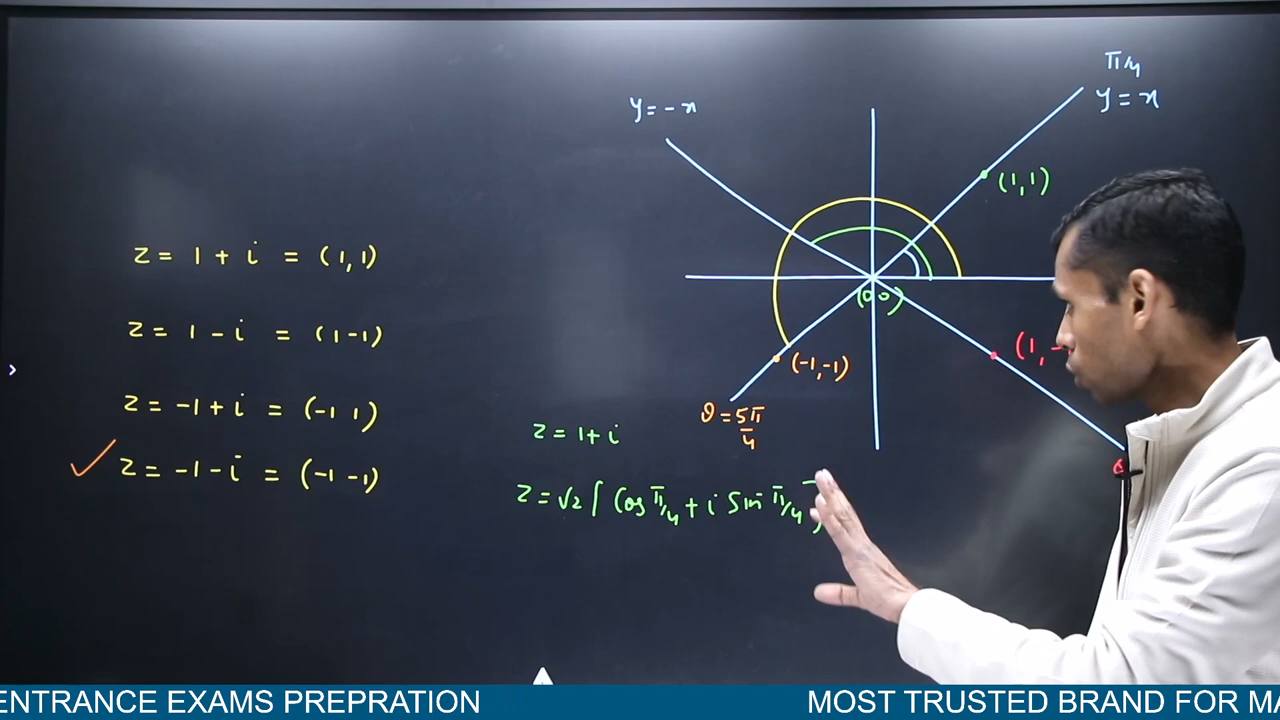 π/4
y = -x
y = x
(1,1)
z = 1 + i = (1,1)
(0 0)
z = 1 - i = (1 -1)
(1, -
(-1,-1)
z = -1 + i = (-1 1)
θ = 5π/4
z = 1 + i
z = -1 - i = (-1 -1)
z = √2 [ Cos π/4 + i Sin π/4 ]
ENTRANCE EXAMS PREPRATION MOST TRUSTED BRAND FOR MA